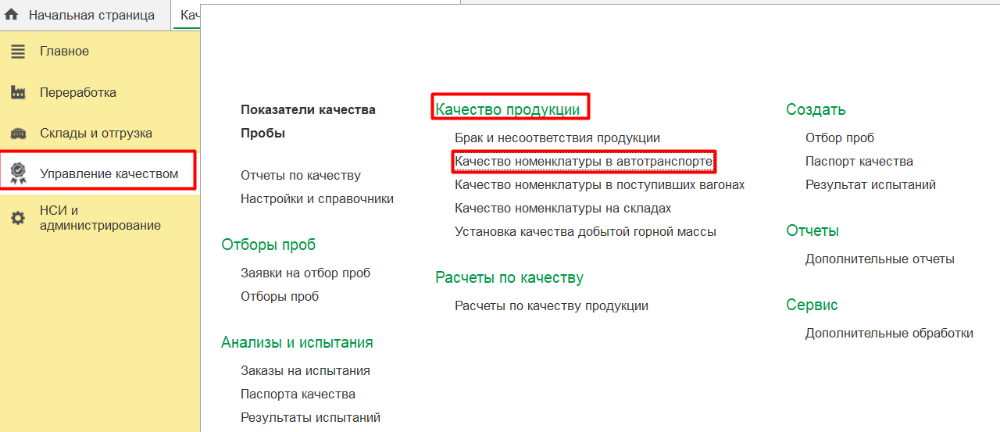 Начальная страница
Кач
Главное
Переработка
Склады и отгрузка
Управление качеством
НСИ и
администрирование
Показатели качества
Пробы
Отчеты по качеству
Настройки и справочники
Отборы проб
Заявки на отбор проб
Отборы проб
Анализы и испытания
Заказы на испытания
Паспорта качества
Результаты испытаний
Качество продукции
Брак и несоответствия продукции
Качество номенклатуры в автотранспорте
Качество номенклатуры в поступивших вагонах
Качество номенклатуры на складах
Установка качества добытой горной массы
Расчеты по качеству
Расчеты по качеству продукции
Создать
Отбор проб
Паспорт качества
Результат испытаний
Отчеты
Дополнительные отчеты
Сервис
Дополнительные обработки